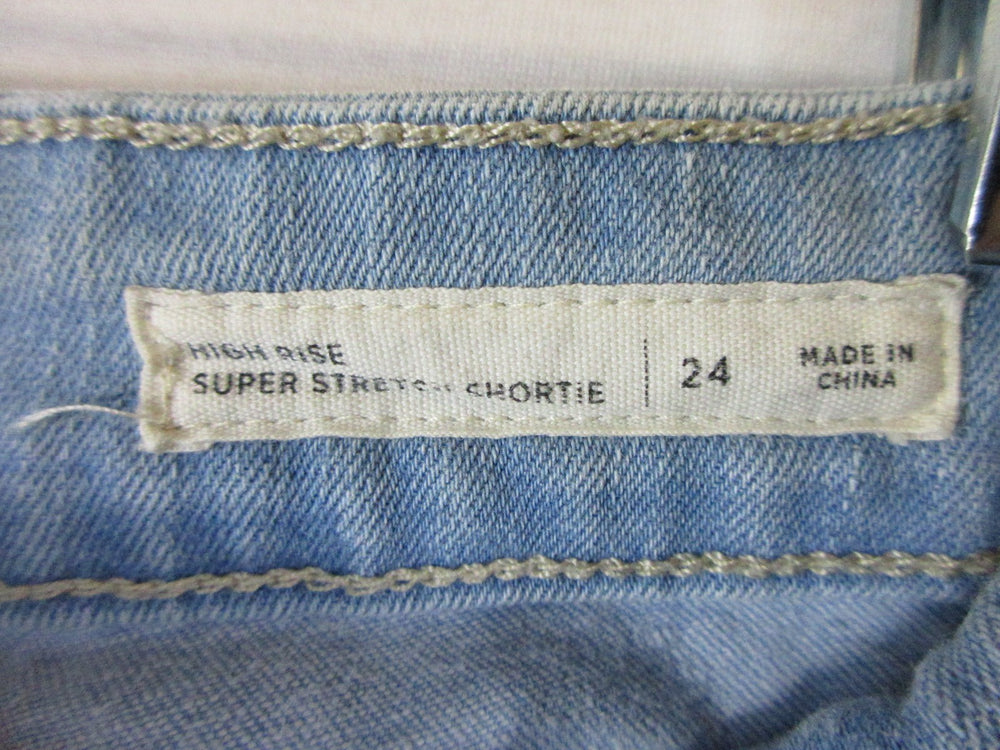 HIGH RISE
SUPER STRETCH SHORTIE
24
MADE IN
CHINA